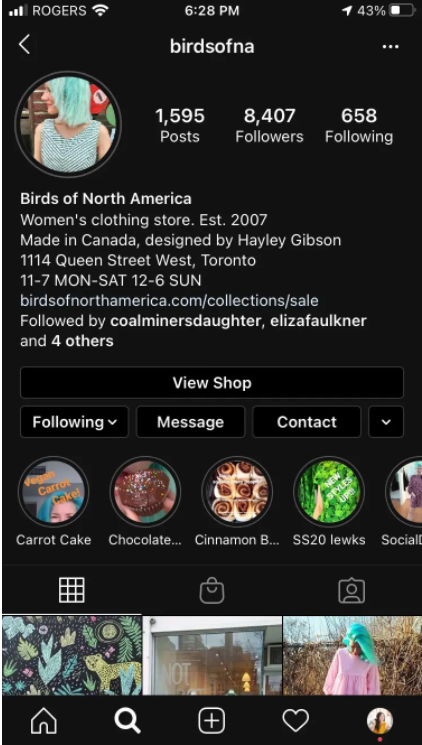 ROGERS 6:28 PM 43%
birdsofna
1,595 8,407 658
Posts Followers Following
Birds of North America
Women's clothing store. Est. 2007
Made in Canada, designed by Hayley Gibson
1114 Queen Street West, Toronto
11-7 MON-SAT 12-6 SUN
birdsofnorthamerica.com/collections/sale
Followed by coalminersdaughter, elizafaulkner
and 4 others
View Shop
Following Message Contact
Vegan
Carrot
Cake!
NEW
STYLES
UP!!
Carrot Cake Chocolate... Cinnamon B... SS20 lewks SocialD
NOT